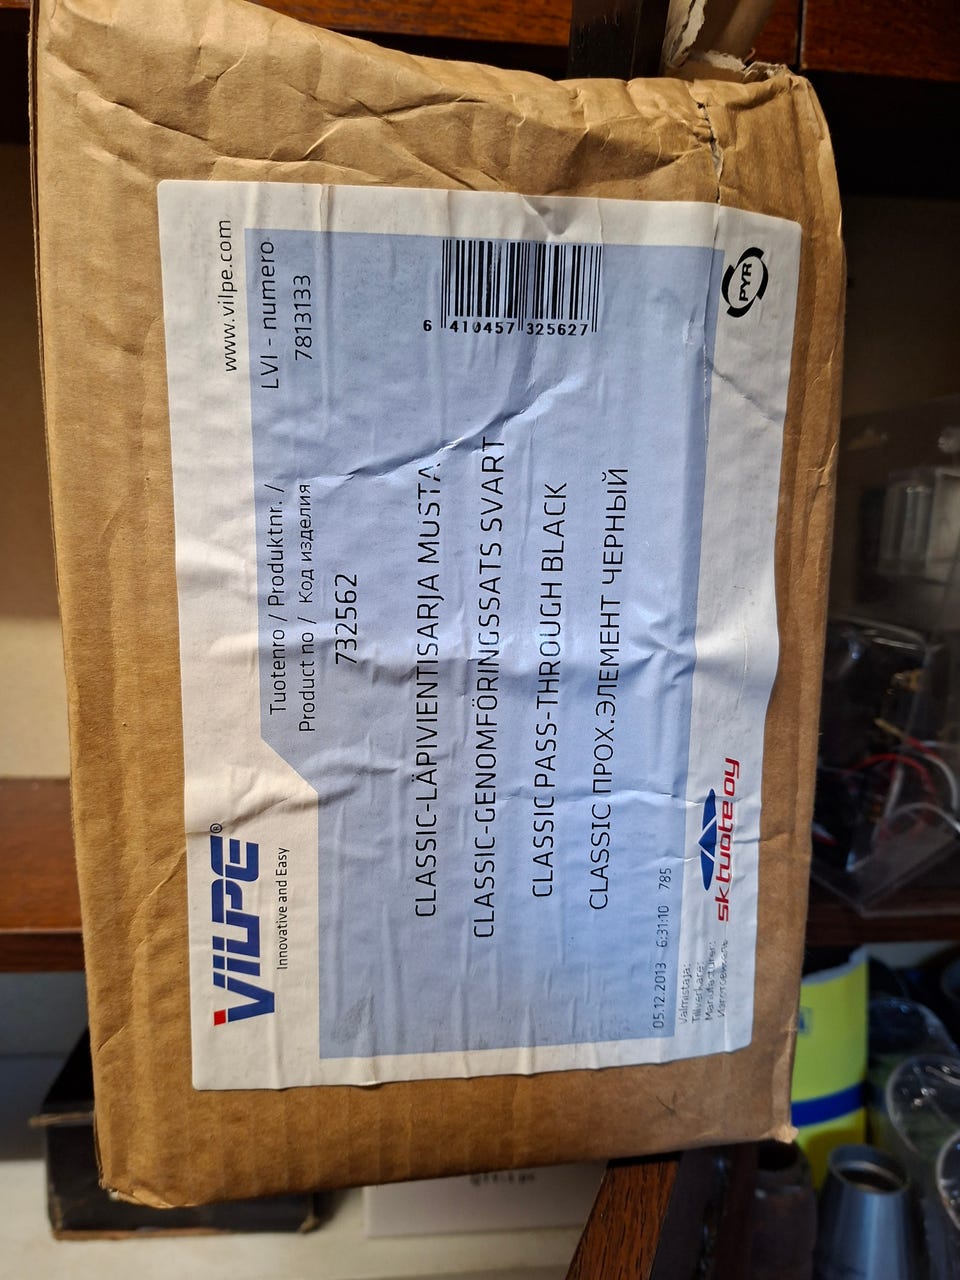 VILPE®
Innovative and Easy
www.vilpe.com
Tuotenro / Produktnr. /
Product no / Код изделия
732562
LVI - numero
7813133
CLASSIC-LÄPIVIENTISARJA MUSTA
CLASSIC-GENOMFÖRINGSSATS SVART
CLASSIC PASS-THROUGH BLACK
CLASSIC ПРОХ.ЭЛЕМЕНТ ЧЕРНЫЙ
6 410457 325627
05.12.2013 6:31:10 785
Valmistaja:
Tillverkare:
Manufacturer:
Изготовитель
sk tuote oy
PYR